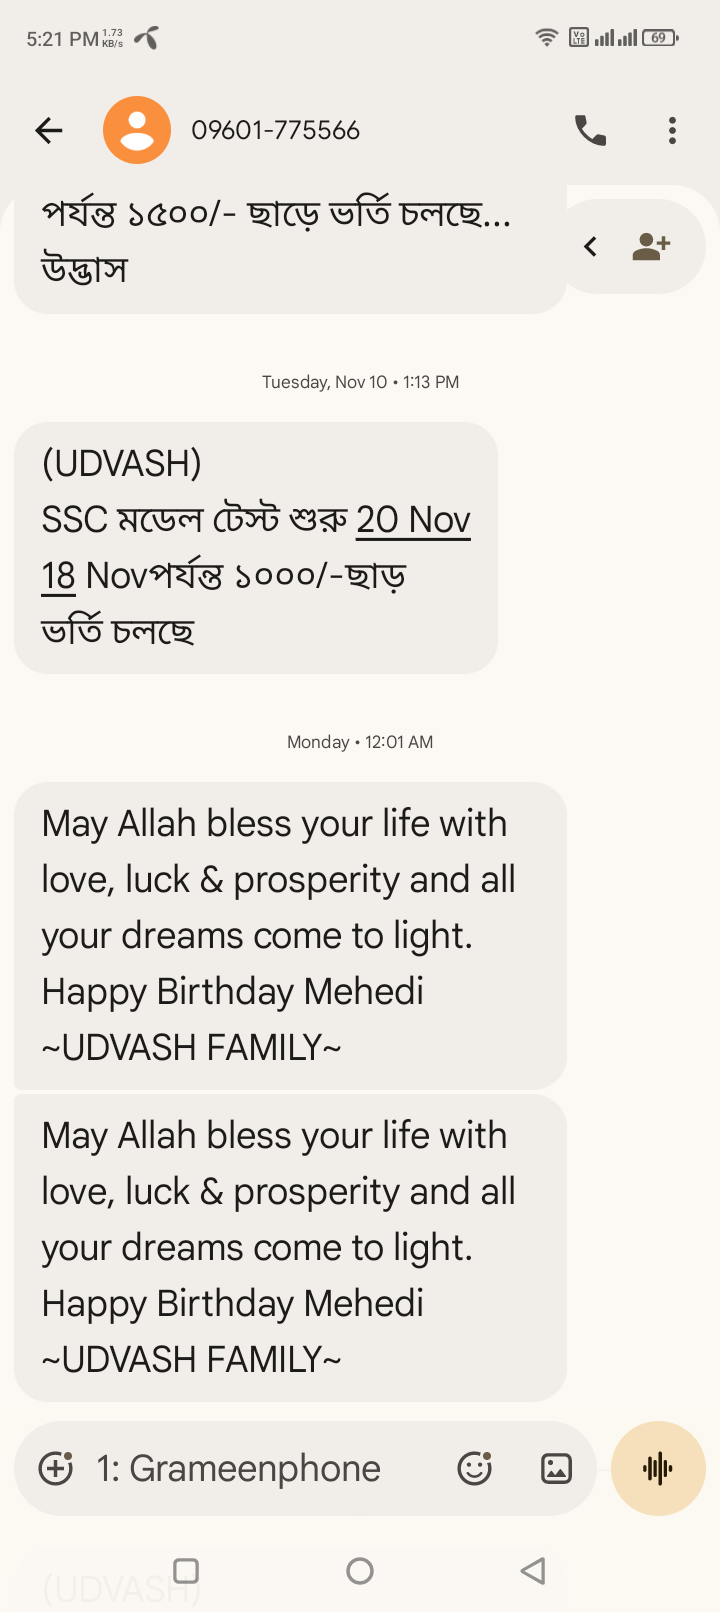 5:21 PM 1.73 KB/s Vo LTE 69
09601-775566
পর্যন্ত ১৫০০/- ছাড়ে ভর্তি চলছে...
উদ্ভাস
Tuesday, Nov 10 • 1:13 PM
(UDVASH)
SSC মডেল টেস্ট শুরু 20 Nov
18 Novপর্যন্ত ১০০০/-ছাড়
ভর্তি চলছে
Monday • 12:01 AM
May Allah bless your life with
love, luck & prosperity and all
your dreams come to light.
Happy Birthday Mehedi
~UDVASH FAMILY~
May Allah bless your life with
love, luck & prosperity and all
your dreams come to light.
Happy Birthday Mehedi
~UDVASH FAMILY~
1: Grameenphone
(UDVASH)